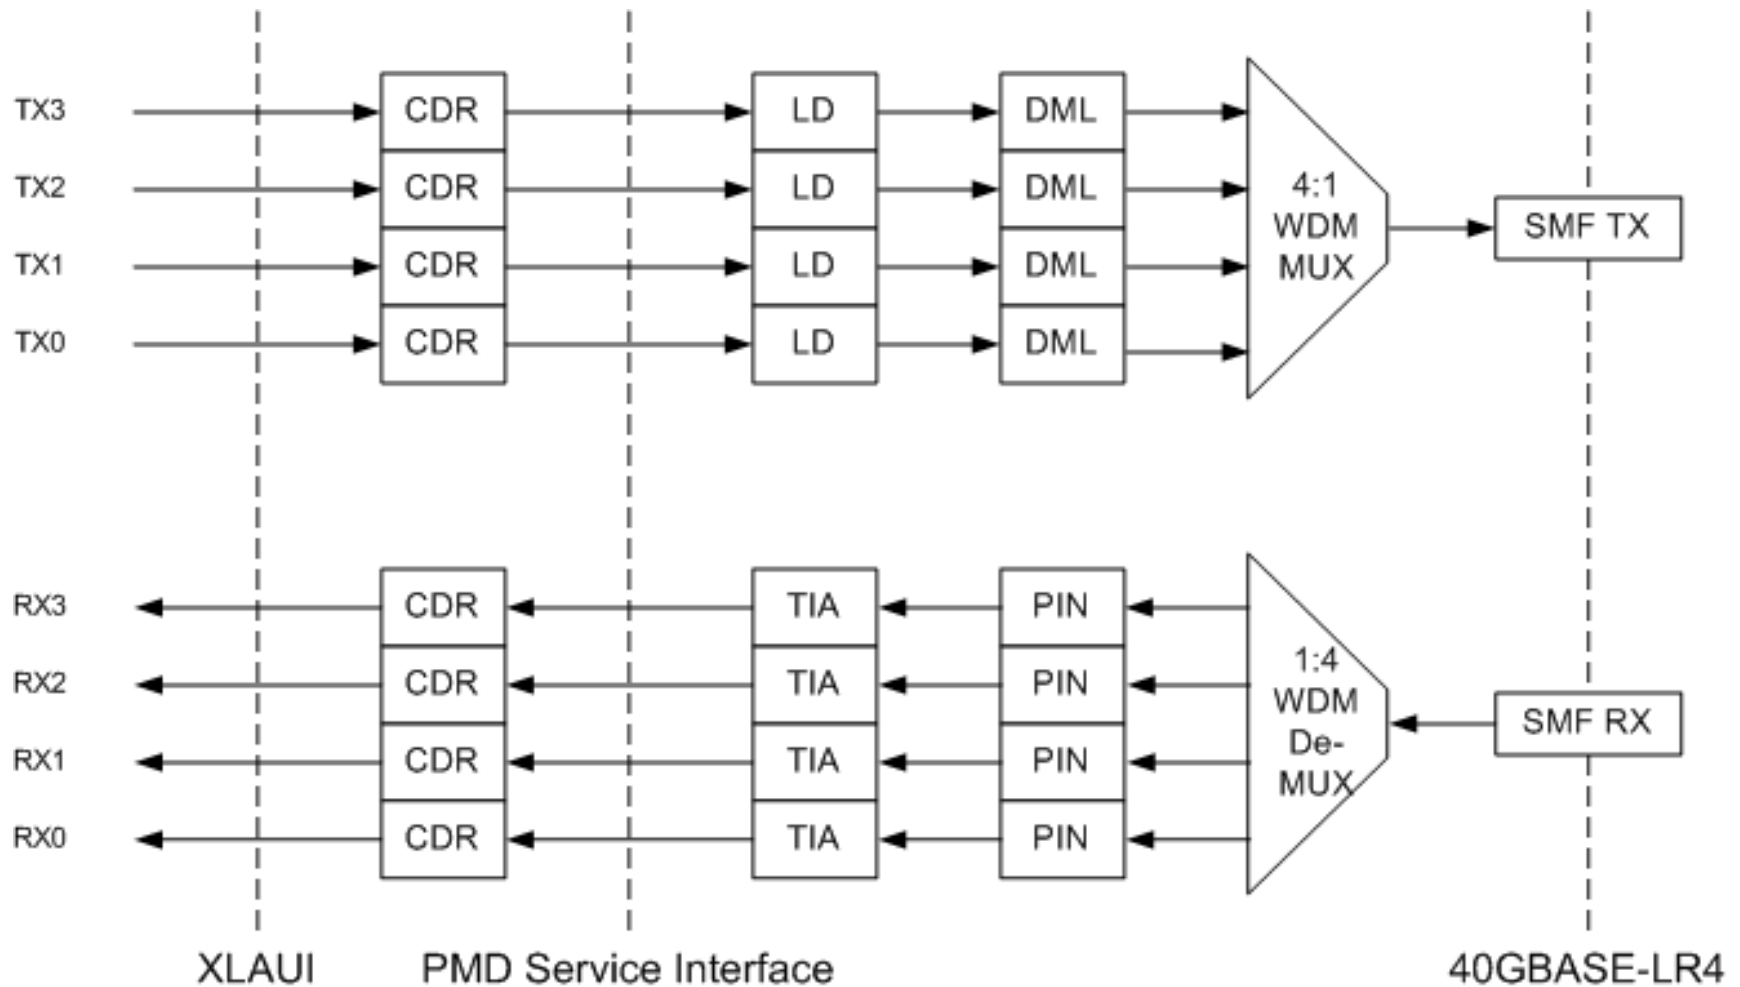 TX3 CDR LD DML
TX2 CDR LD DML
TX1 CDR LD DML
TX0 CDR LD DML
4:1
WDM
MUX
SMF TX
RX3 CDR TIA PIN
RX2 CDR TIA PIN
RX1 CDR TIA PIN
RX0 CDR TIA PIN
1:4
WDM
De-
MUX
SMF RX
XLAUI PMD Service Interface 40GBASE-LR4